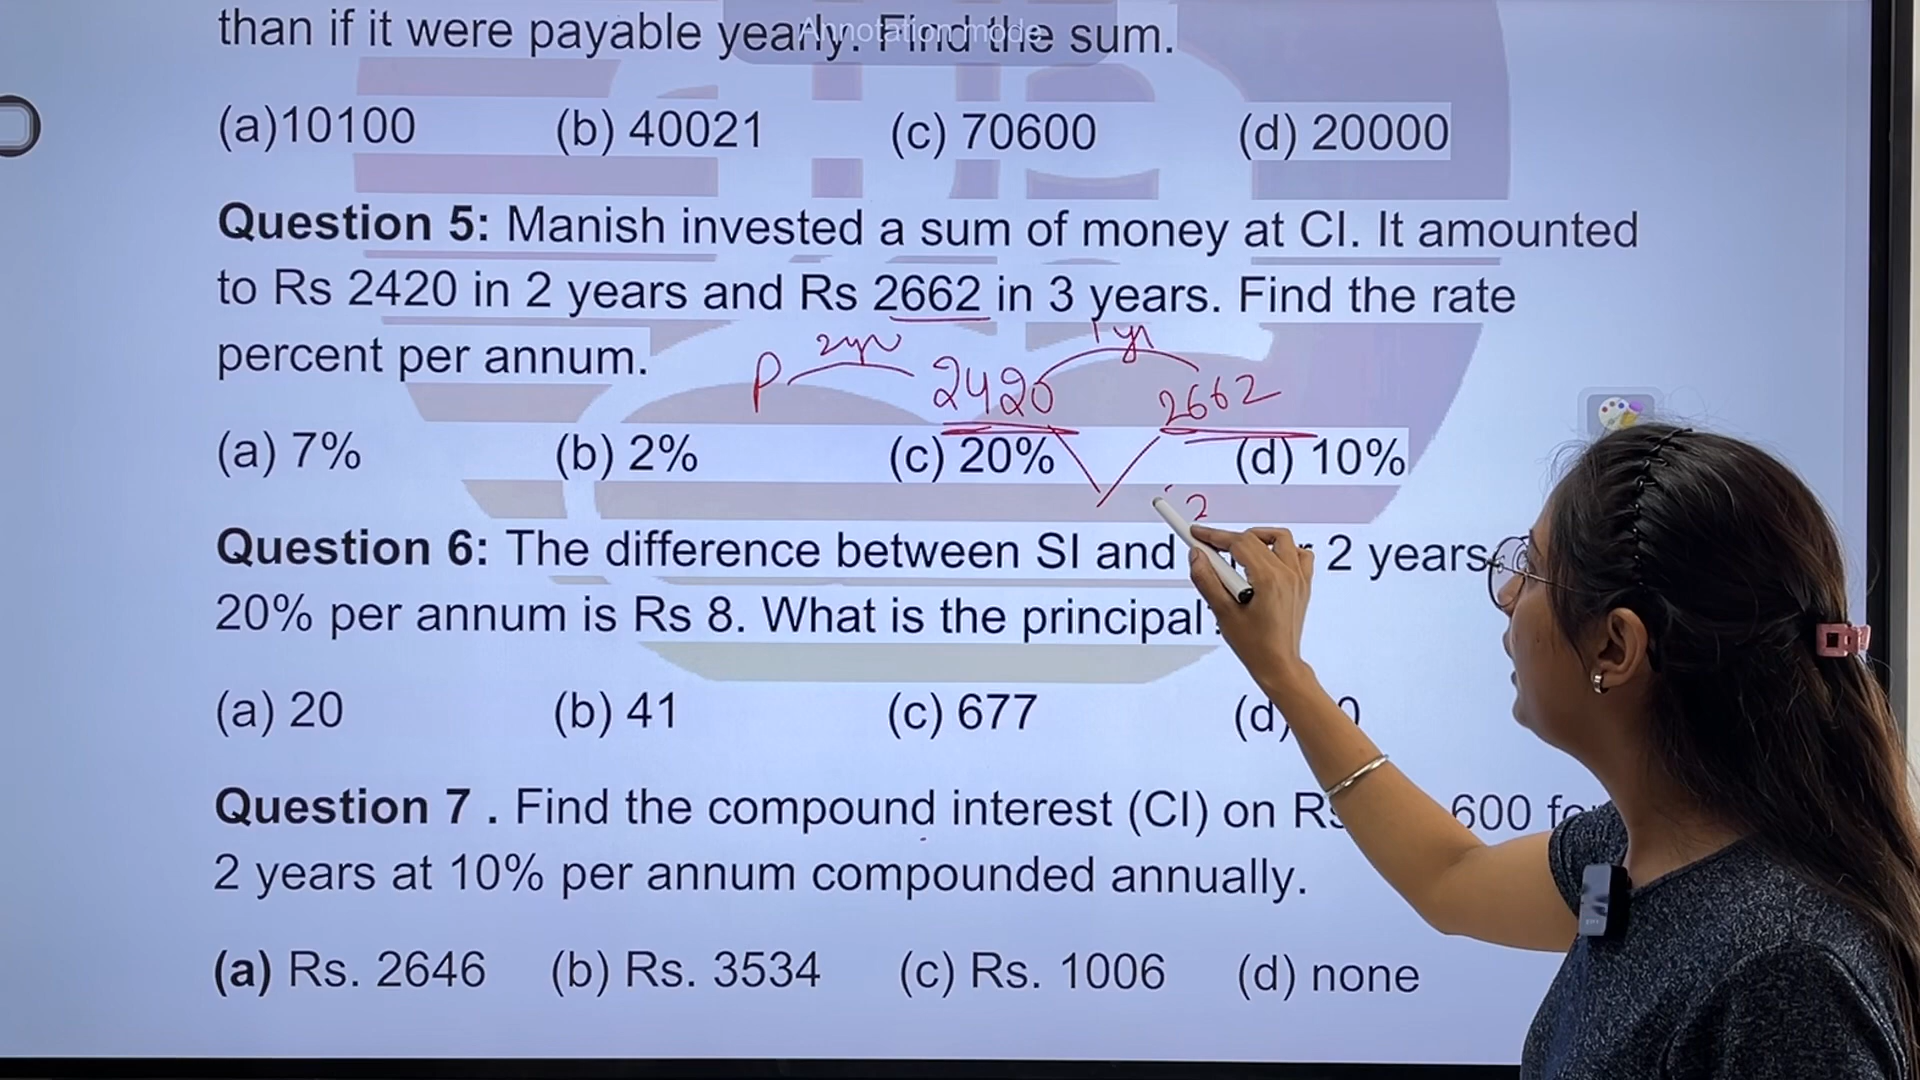 than if it were payable yearly. Find the sum.
Annotation mode
(a)10100 (b) 40021 (c) 70600 (d) 20000
Question 5: Manish invested a sum of money at CI. It amounted
to Rs 2420 in 2 years and Rs 2662 in 3 years. Find the rate
percent per annum.
P 2yr 2420 1yr 2662
(a) 7% (b) 2% (c) 20% (d) 10%
2
Question 6: The difference between SI and 2 years
20% per annum is Rs 8. What is the principal
(a) 20 (b) 41 (c) 677 (d)
Question 7 . Find the compound interest (CI) on 600
2 years at 10% per annum compounded annually.
(a) Rs. 2646 (b) Rs. 3534 (c) Rs. 1006 (d) none